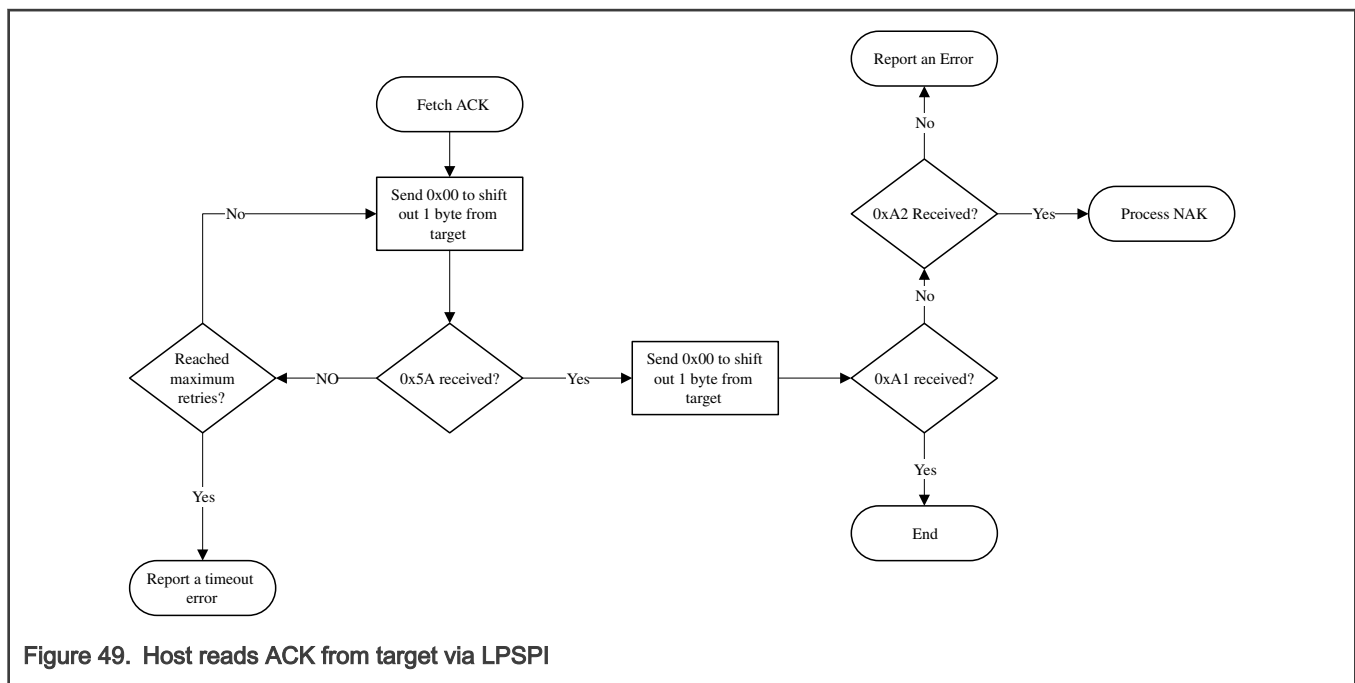 Report an Error
Fetch ACK
No
Send 0x00 to shift
out 1 byte from
target
No
0xA2 Received?
Yes
Process NAK
No
Reached
maximum
retries?
NO
0x5A received?
Yes
Send 0x00 to shift
out 1 byte from
target
0xA1 received?
Yes
Yes
End
Report a timeout
error
Figure 49. Host reads ACK from target via LPSPI